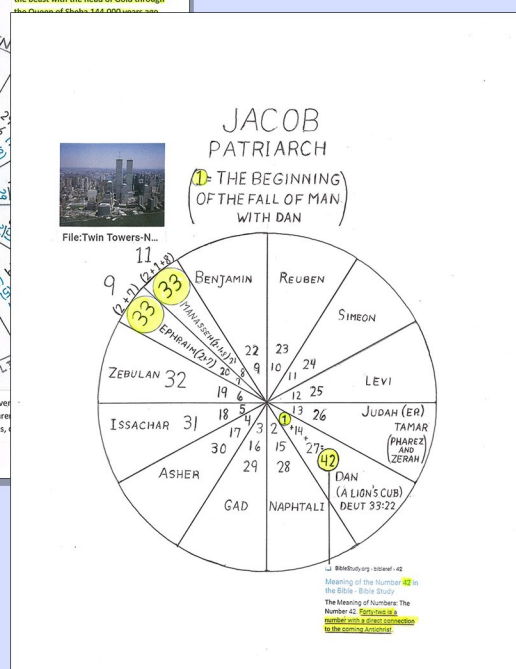 the beast with the head of Gold through
the Queen of Sheba 144,000 years ago
JACOB
PATRIARCH
(1 = THE BEGINNING
OF THE FALL OF MAN
WITH DAN)
File:Twin Towers-N...
11
(2+1+8)
9
(2+7)
33
33
BENJAMIN
REUBEN
SIMEON
LEVI
JUDAH (ER)
TAMAR
(PHAREZ
AND
ZERAH)
DAN
(A LION'S CUB)
DEUT 33:22
NAPHTALI
GAD
ASHER
ISSACHAR 31
ZEBULAN 32
EPHRAIM (2+7)
MANASSEH (2+1+8)
22 23
21 9 10 24
20 8 11
7 12 25
19 6
18 5 13 26
4 1
17 3 2 +14 27=
30 16 15 42
29 28
BibleStudy.org › bibleref › 42
Meaning of the Number 42 in
the Bible - Bible Study
The Meaning of Numbers: The
Number 42. Forty-two is a
number with a direct connection
to the coming Antichrist.